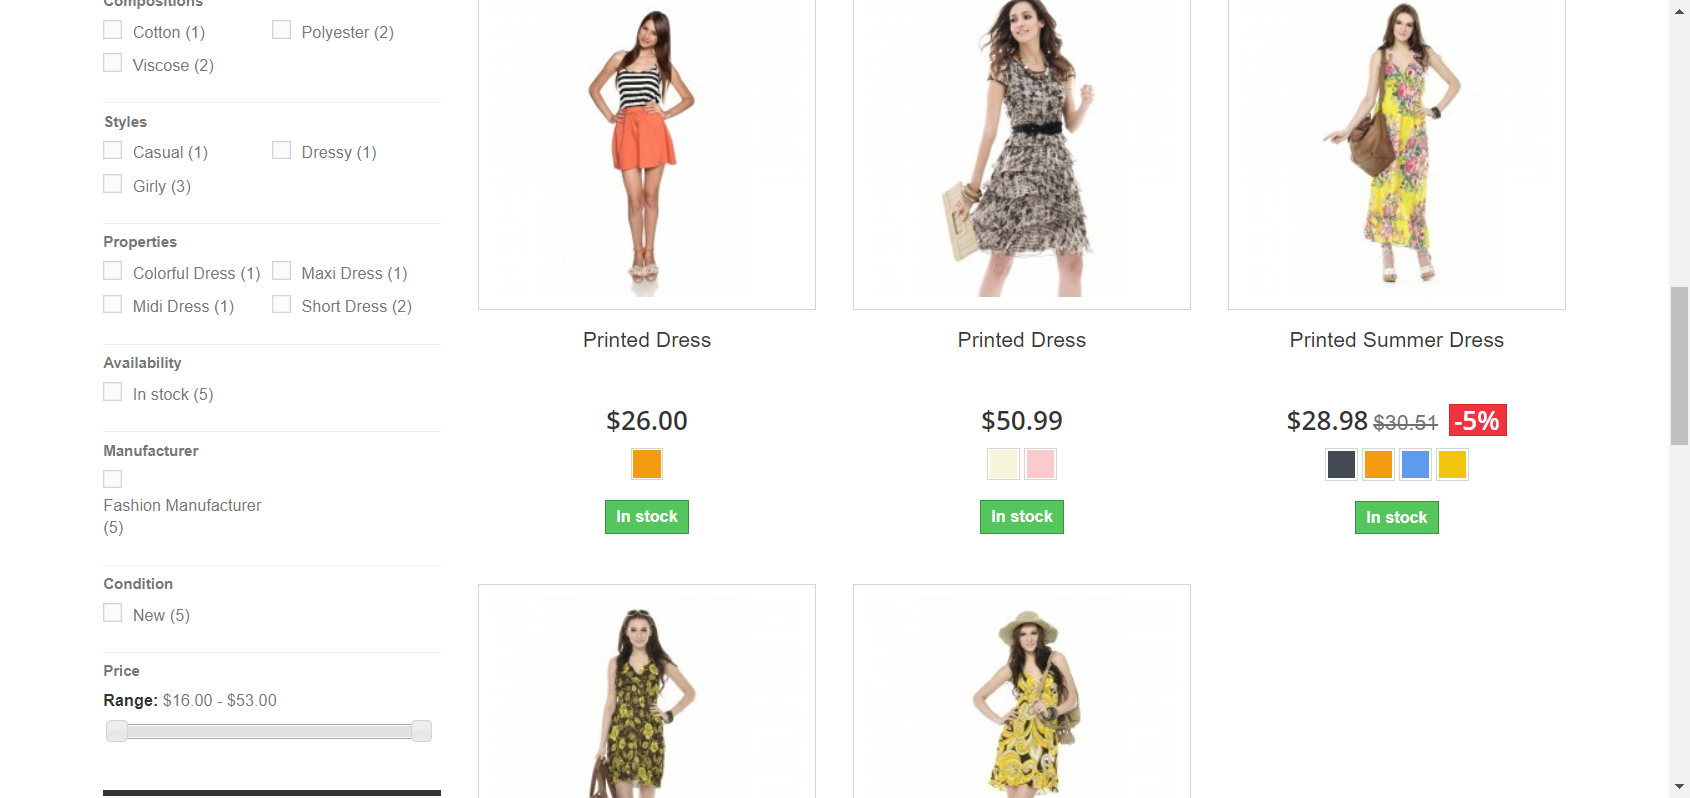 Compositions
Cotton (1)
Polyester (2)
Viscose (2)
Styles
Casual (1)
Dressy (1)
Girly (3)
Properties
Colorful Dress (1)
Maxi Dress (1)
Midi Dress (1)
Short Dress (2)
Availability
In stock (5)
Manufacturer
Fashion Manufacturer
(5)
Condition
New (5)
Price
Range: $16.00 - $53.00
Printed Dress
$26.00
In stock
Printed Dress
$50.99
In stock
Printed Summer Dress
$28.98 $30.51 -5%
In stock